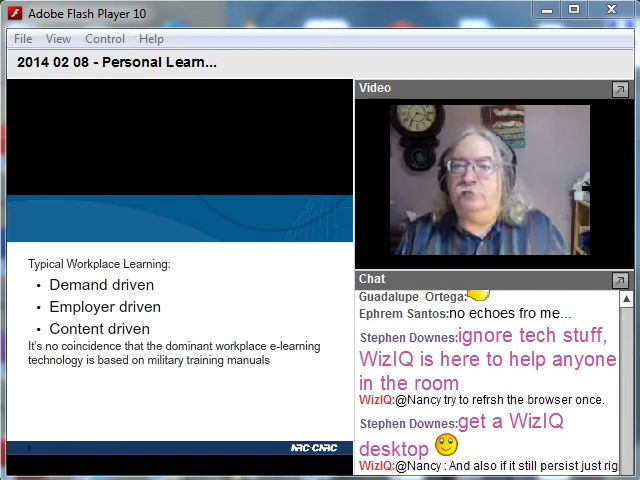 Adobe Flash Player 10
File View Control Help
2014 02 08 - Personal Learn...
Video
Typical Workplace Learning:
• Demand driven
• Employer driven
• Content driven
It's no coincidence that the dominant workplace e-learning
technology is based on military training manuals
NRC·CNRC
Chat
Guadalupe Ortega:
Ephrem Santos:no echoes fro me...
Stephen Downes:ignore tech stuff,
WizIQ is here to help anyone
in the room
WizIQ:@Nancy try to refrsh the browser once.
Stephen Downes:get a WizIQ
desktop
WizIQ:@Nancy : And also if it still persist just rig